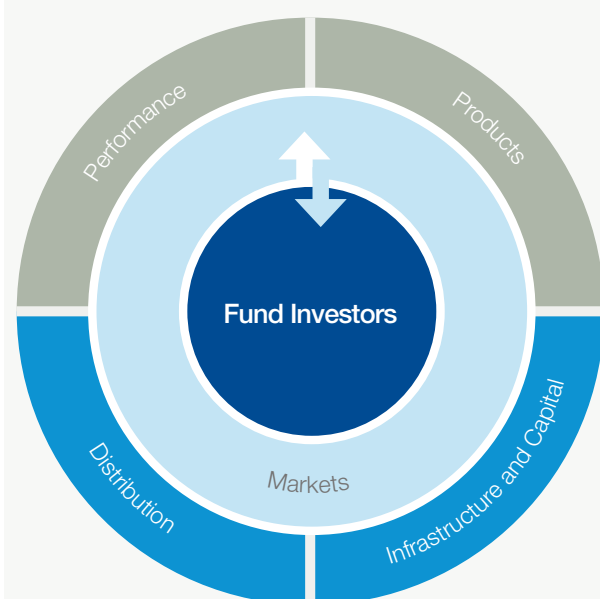 Performance
Products
Fund Investors
Markets
Distribution
Infrastructure and Capital